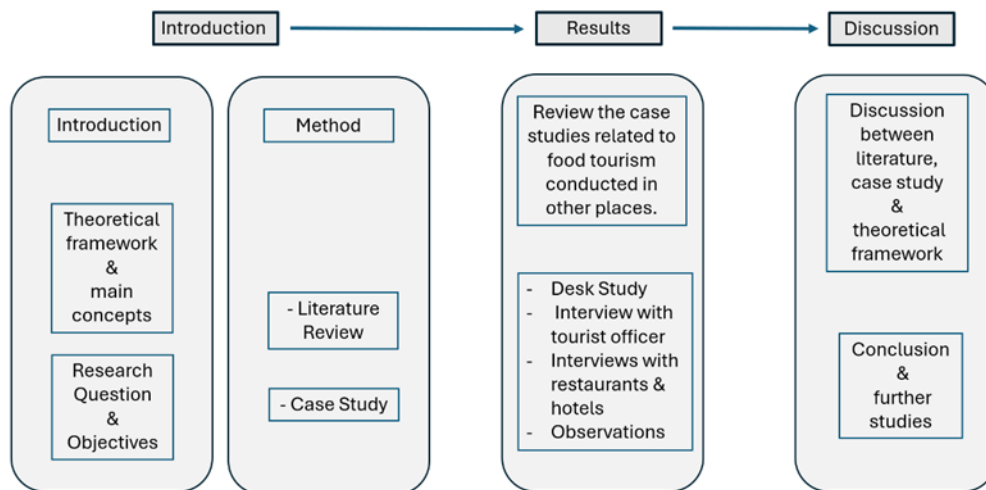 Introduction
Results
Discussion
Introduction
Theoretical
framework
&
main
concepts
Research
Question
&
Objectives
Method
- Literature
Review
- Case Study
Review the case
studies related to
food tourism
conducted in
other places.
- Desk Study
- Interview with
tourist officer
- Interviews with
restaurants &
hotels
- Observations
Discussion
between
literature,
case study
&
theoretical
framework
Conclusion
&
further
studies